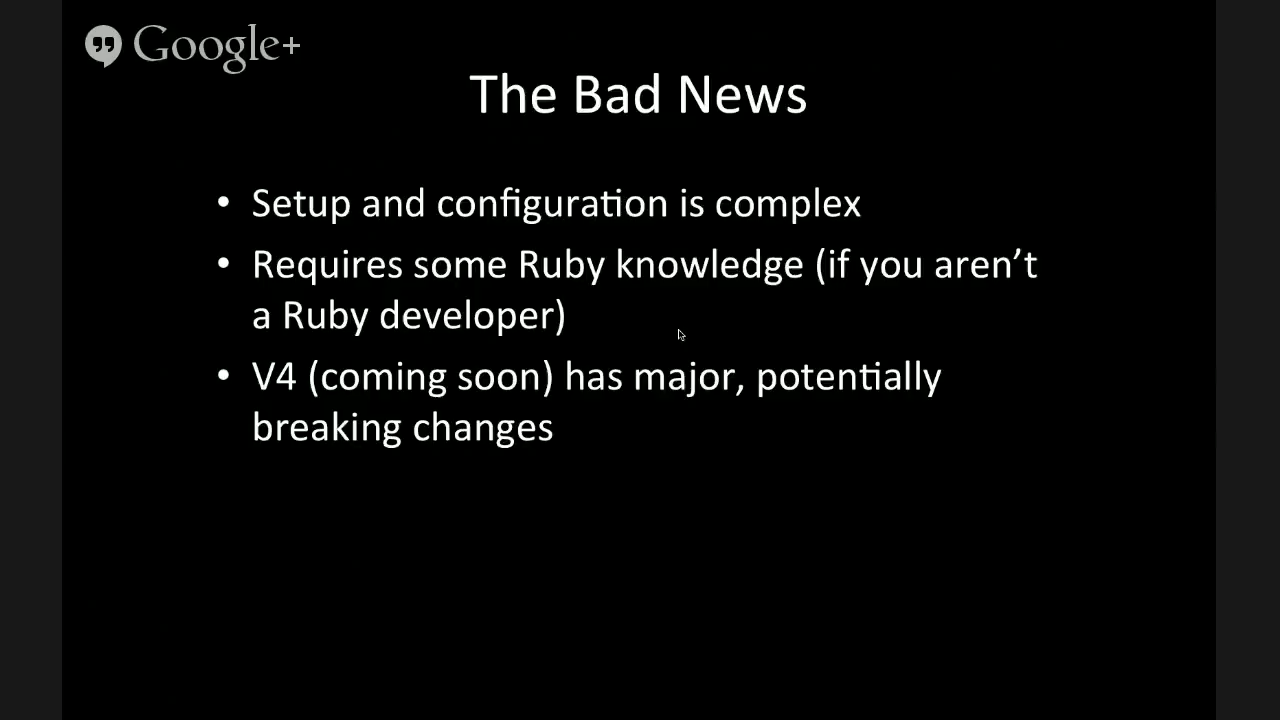 Google+
The Bad News
• Setup and configuration is complex
• Requires some Ruby knowledge (if you aren’t
a Ruby developer)
• V4 (coming soon) has major, potentially
breaking changes